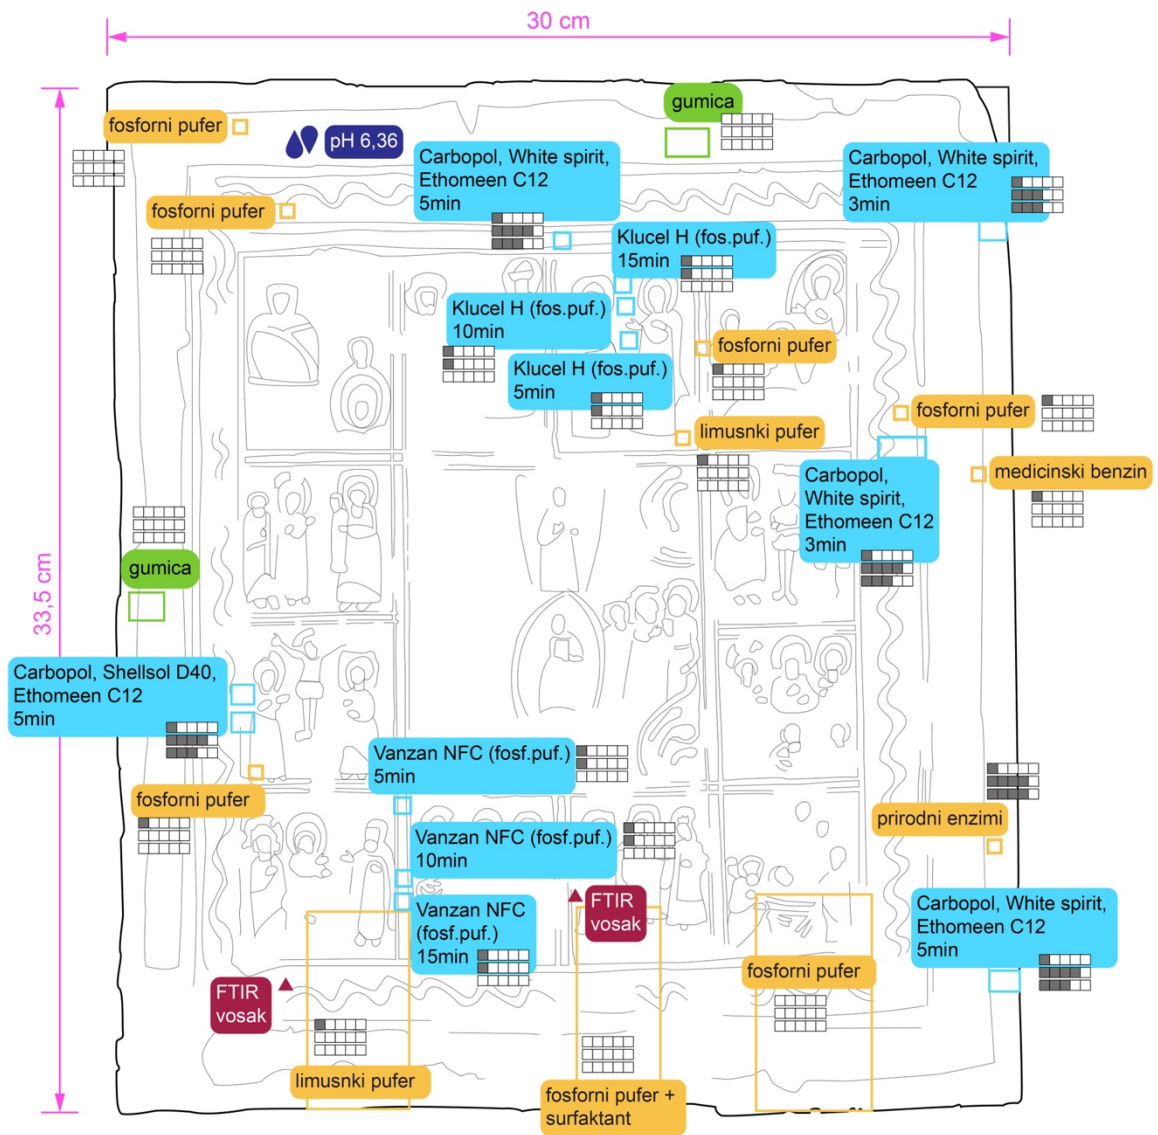 30 cm
gumica
fosforni pufer
pH 6,36
Carbopol, White spirit,
Ethomeen C12
5min
Carbopol, White spirit,
Ethomeen C12
3min
fosforni pufer
Klucel H (fos.puf.)
15min
Klucel H (fos.puf.)
10min
fosforni pufer
Klucel H (fos.puf.)
5min
fosforni pufer
limusnki pufer
medicinski benzin
Carbopol,
White spirit,
Ethomeen C12
3min
gumica
33,5 cm
Carbopol, Shellsol D40,
Ethomeen C12
5min
Vanzan NFC (fosf.puf.)
5min
fosforni pufer
prirodni enzimi
Vanzan NFC (fosf.puf.)
10min
FTIR
vosak
Vanzan NFC
(fosf.puf.)
15min
Carbopol, White spirit,
Ethomeen C12
5min
fosforni pufer
FTIR
vosak
limusnki pufer
fosforni pufer +
surfaktant